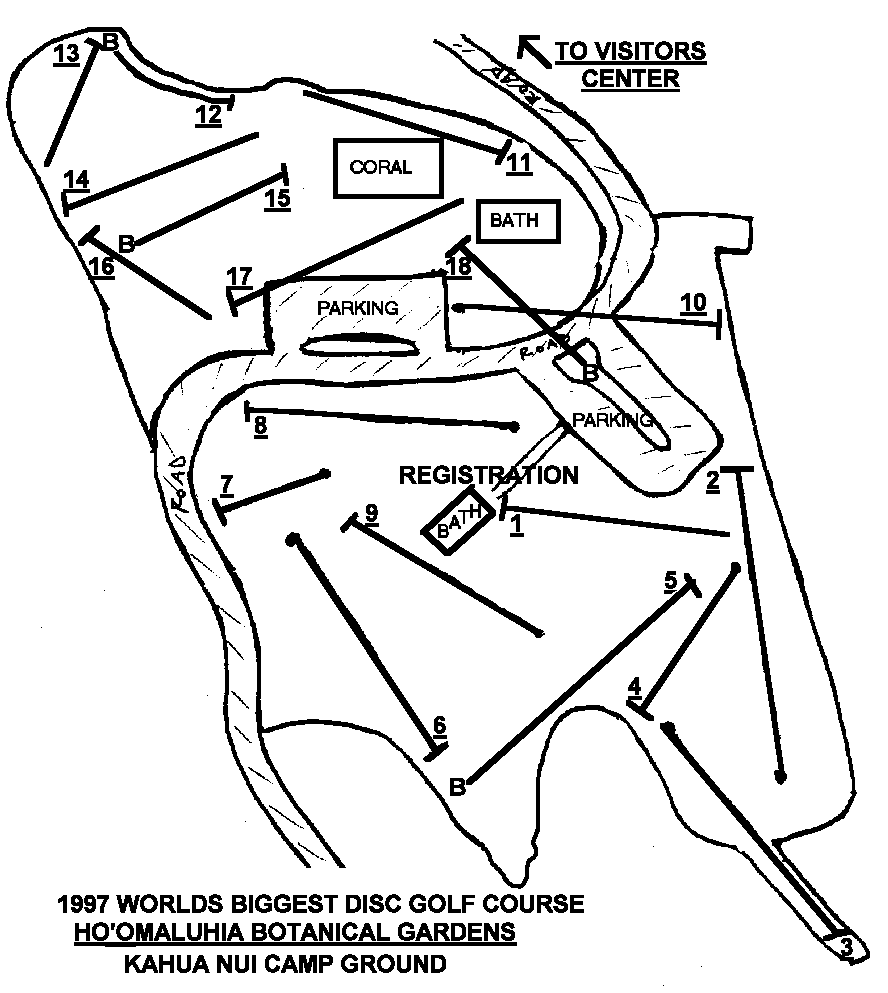 TO VISITORS
CENTER
13
B
ROAD
12
11
CORAL
14
15
BATH
B
16
17
18
10
PARKING
ROAD
B
8
PARKING
REGISTRATION
2
ROAD
7
9
BATH
1
5
4
6
B
3
1997 WORLDS BIGGEST DISC GOLF COURSE
HO'OMALUHIA BOTANICAL GARDENS
KAHUA NUI CAMP GROUND